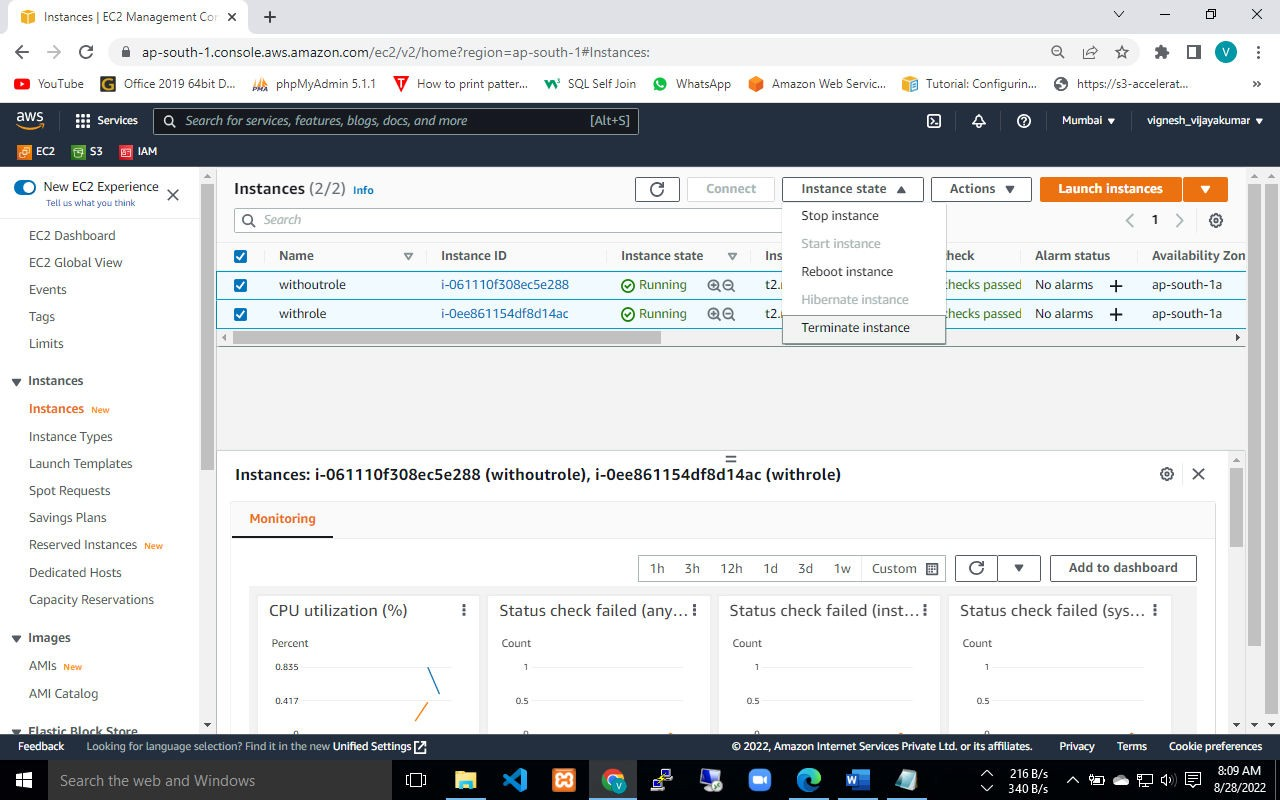 Instances | EC2 Management Con
ap-south-1.console.aws.amazon.com/ec2/v2/home?region=ap-south-1#Instances:
V
YouTube
Office 2019 64bit D...
phpMyAdmin 5.1.1
How to print patter...
SQL Self Join
WhatsApp
Amazon Web Servic...
Tutorial: Configurin...
https://s3-accelerat...
»
aws
Services
Search for services, features, blogs, docs, and more
[Alt+S]
Mumbai
vignesh_vijayakumar
EC2
S3
IAM
New EC2 Experience
Tell us what you think
EC2 Dashboard
EC2 Global View
Events
Tags
Limits
Instances
Instances New
Instance Types
Launch Templates
Spot Requests
Savings Plans
Reserved Instances New
Dedicated Hosts
Capacity Reservations
Images
AMIs New
AMI Catalog
Elastic Block Store
Instances (2/2) Info
Connect
Instance state
Actions
Launch instances
Search
1
Stop instance
Start instance
Reboot instance
Hibernate instance
Terminate instance
Name
Instance ID
Instance state
Ins
heck
Alarm status
Availability Zon
withoutrole
i-061110f308ec5e288
Running
t2.
checks passed
No alarms
ap-south-1a
withrole
i-0ee861154df8d14ac
Running
t2.
checks passed
No alarms
ap-south-1a
Instances: i-061110f308ec5e288 (withoutrole), i-0ee861154df8d14ac (withrole)
Monitoring
1h 3h 12h 1d 3d 1w Custom
Add to dashboard
CPU utilization (%)
Percent
0.835
0.417
0
Status check failed (any...
Count
1
0.5
0
Status check failed (inst...
Count
1
0.5
0
Status check failed (sys...
Count
1
0.5
0
Feedback
Looking for language selection? Find it in the new Unified Settings
© 2022, Amazon Internet Services Private Ltd. or its affiliates.
Privacy
Terms
Cookie preferences
Search the web and Windows
216 B/s
340 B/s
8:09 AM
8/28/2022